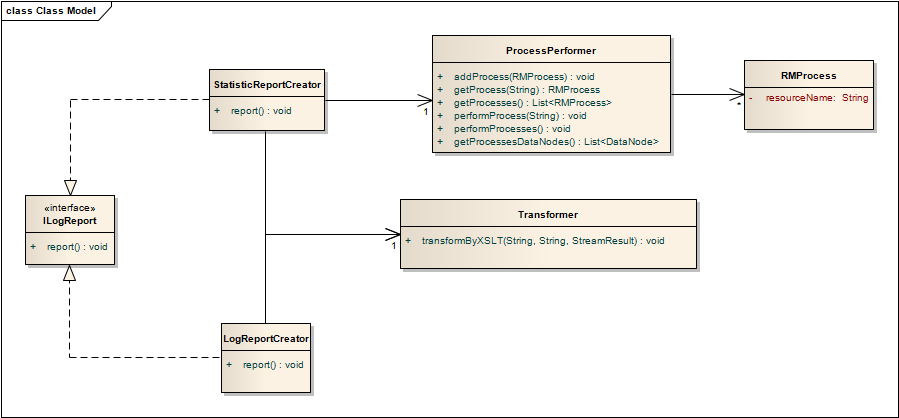 class Class Model
StatisticReportCreator
+ report() : void
ProcessPerformer
+ addProcess(RMProcess) : void
+ getProcess(String) : RMProcess
+ getProcesses() : List<RMProcess>
+ performProcess(String) : void
+ performProcesses() : void
+ getProcessesDataNodes() : List<DataNode>
1
RMProcess
- resourceName: String
*
«interface»
ILogReport
+ report() : void
Transformer
+ transformByXSLT(String, String, StreamResult) : void
1
LogReportCreator
+ report() : void